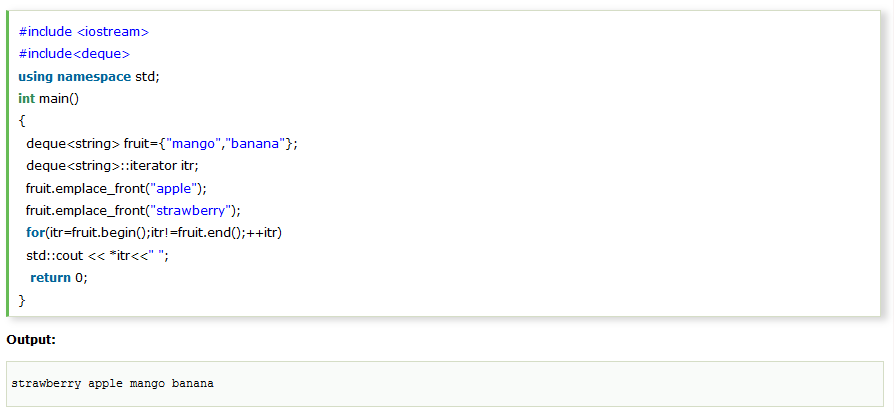 #include <iostream>
#include<deque>
using namespace std;
int main()
{
deque<string> fruit={"mango","banana"};
deque<string>::iterator itr;
fruit.emplace_front("apple");
fruit.emplace_front("strawberry");
for(itr=fruit.begin();itr!=fruit.end();++itr)
std::cout << *itr<<" ";
return 0;
}
Output:
strawberry apple mango banana